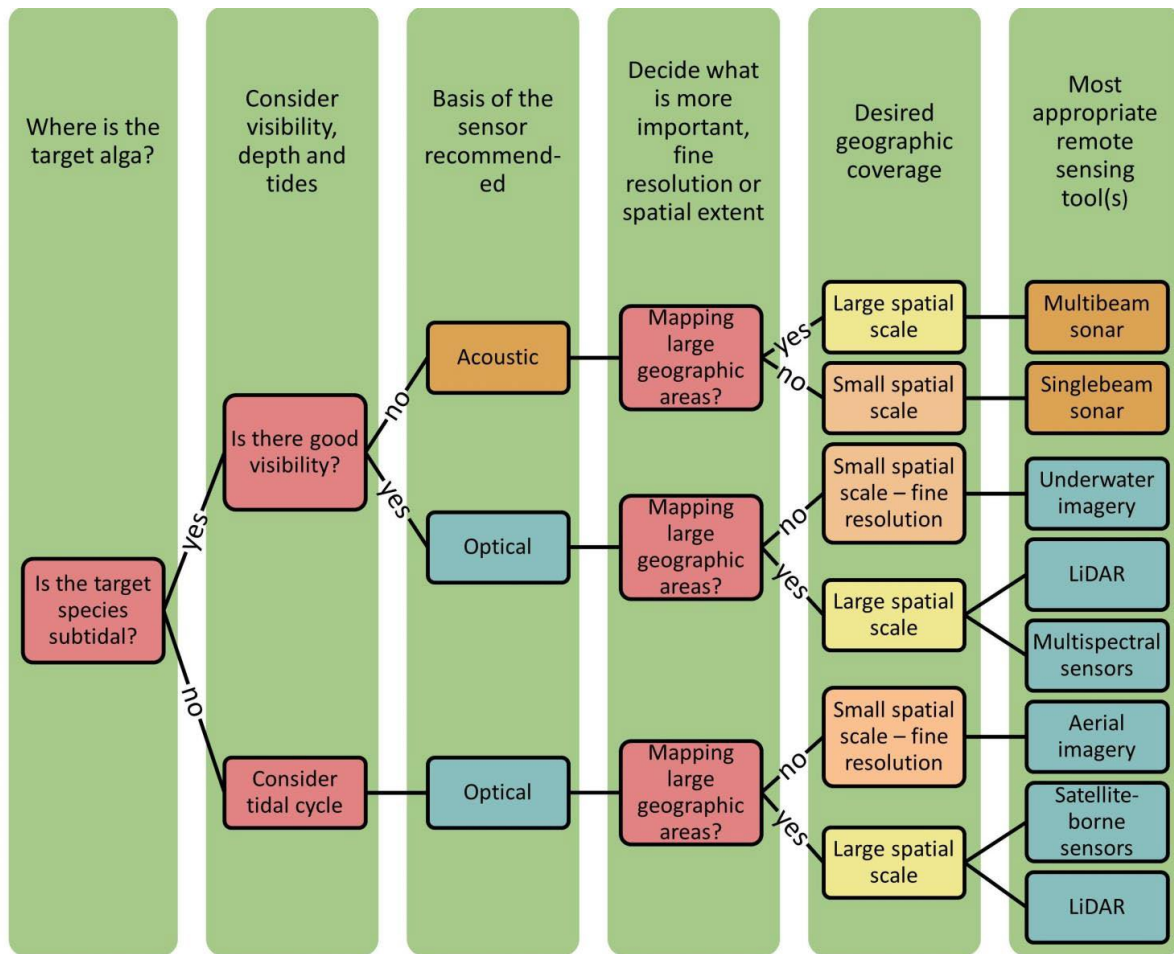 Where is the
target alga?
Consider
visibility,
depth and
tides
Basis of the
sensor
recommend-
ed
Decide what
is more
important,
fine
resolution or
spatial extent
Desired
geographic
coverage
Most
appropriate
remote
sensing
tool(s)
Is the target
species
subtidal?
yes
no
Is there good
visibility?
no
yes
Consider
tidal cycle
Acoustic
Optical
Optical
Mapping
large
geographic
areas?
yes
no
Mapping
large
geographic
areas?
no
yes
Mapping
large
geographic
areas?
no
yes
Large spatial
scale
Small spatial
scale
Small spatial
scale – fine
resolution
Large spatial
scale
Small spatial
scale – fine
resolution
Large spatial
scale
Multibeam
sonar
Singlebeam
sonar
Underwater
imagery
LiDAR
Multispectral
sensors
Aerial
imagery
Satellite-
borne
sensors
LiDAR